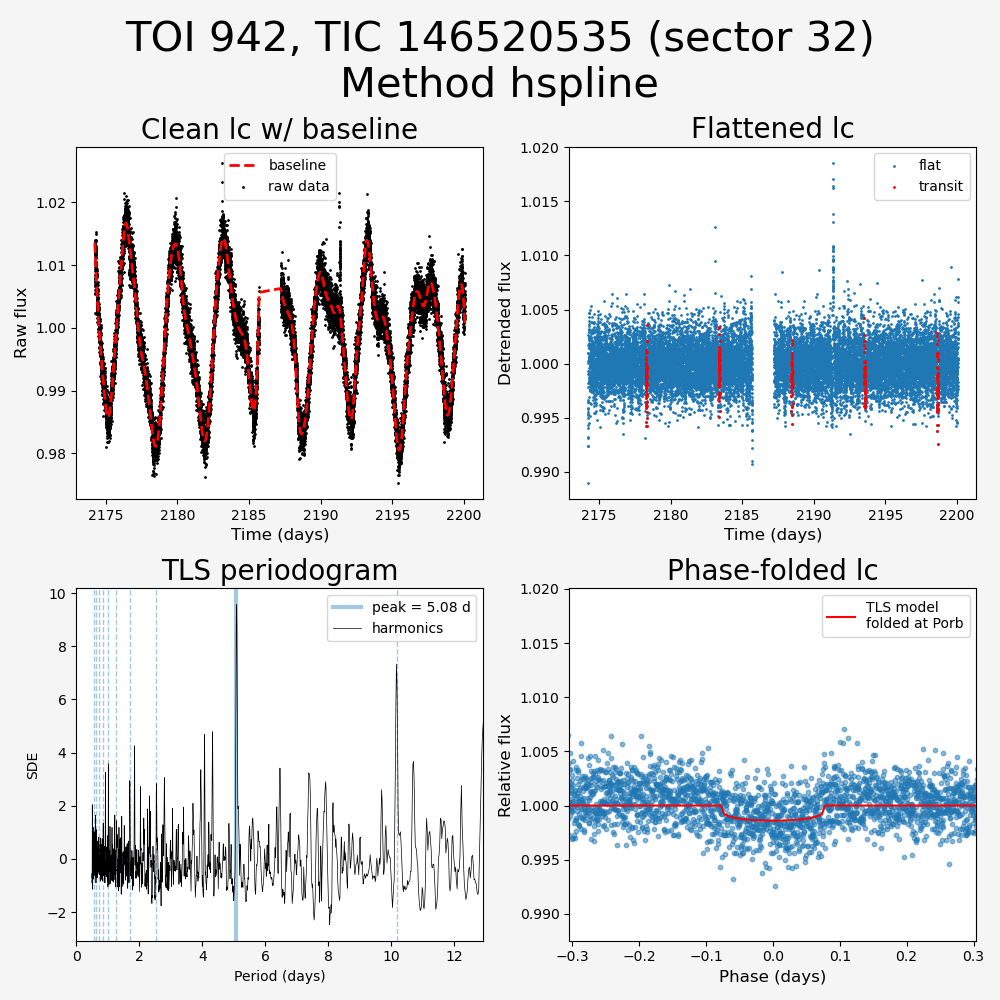 TOI 942, TIC 146520535 (sector 32)
Method hspline
Clean lc w/ baseline
Raw flux
1.02
1.01
1.00
0.99
0.98
baseline
raw data
2175 2180 2185 2190 2195 2200
Time (days)
Flattened lc
Detrended flux
1.020
1.015
1.010
1.005
1.000
0.995
0.990
flat
transit
2175 2180 2185 2190 2195 2200
Time (days)
TLS periodogram
SDE
10
8
6
4
2
0
−2
peak = 5.08 d
harmonics
0 2 4 6 8 10 12
Period (days)
Phase-folded lc
Relative flux
1.020
1.015
1.010
1.005
1.000
0.995
0.990
TLS model
folded at Porb
−0.3 −0.2 −0.1 0.0 0.1 0.2 0.3
Phase (days)